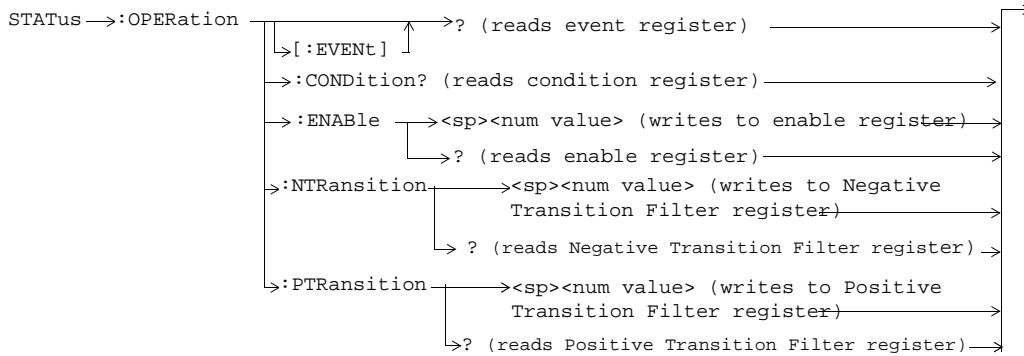 STATus :OPERation ? (reads event register)
[:EVENt]
:CONDition? (reads condition register)
:ENABle <sp><num value> (writes to enable register)
? (reads enable register)
:NTRansition <sp><num value> (writes to Negative
Transition Filter register)
? (reads Negative Transition Filter register)
:PTRansition <sp><num value> (writes to Positive
Transition Filter register)
? (reads Positive Transition Filter register)